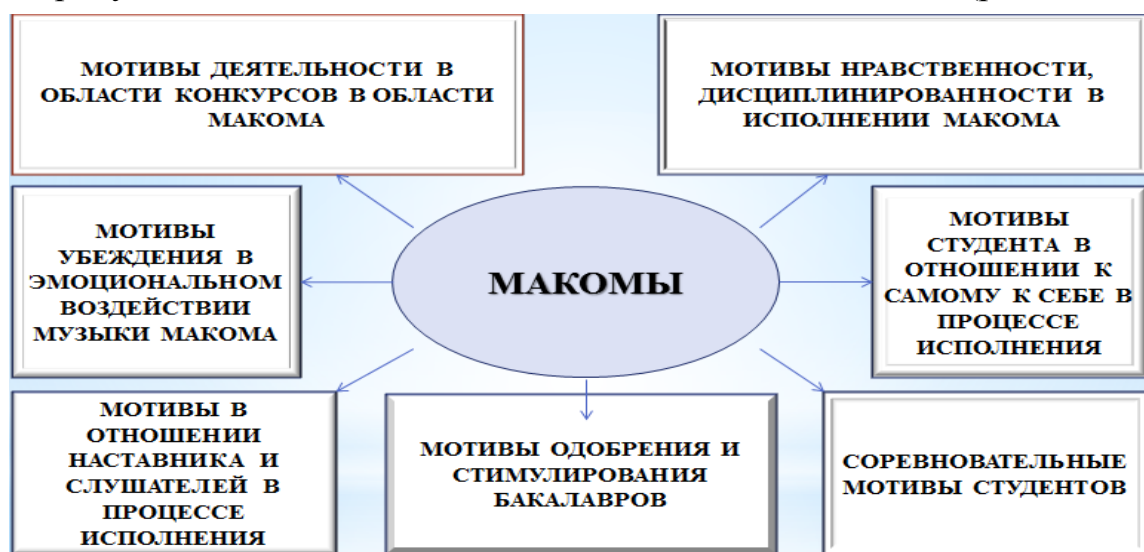 МОТИВЫ ДЕЯТЕЛЬНОСТИ В
ОБЛАСТИ КОНКУРСОВ В ОБЛАСТИ
МАКОМА
МОТИВЫ НРАВСТВЕННОСТИ,
ДИСЦИПЛИНИРОВАННОСТИ В
ИСПОЛНЕНИИ МАКОМА
МОТИВЫ
УБЕЖДЕНИЯ В
ЭМОЦИОНАЛЬНОМ
ВОЗДЕЙСТВИИ
МУЗЫКИ МАКОМА
МАКОМЫ
МОТИВЫ
СТУДЕНТА В
ОТНОШЕНИИ К
САМОМУ К СЕБЕ В
ПРОЦЕССЕ
ИСПОЛНЕНИЯ
МОТИВЫ В
ОТНОШЕНИИ
НАСТАВНИКА И
СЛУШАТЕЛЕЙ В
ПРОЦЕССЕ
ИСПОЛНЕНИЯ
МОТИВЫ ОДОБРЕНИЯ И
СТИМУЛИРОВАНИЯ
БАКАЛАВРОВ
СОРЕВНОВАТЕЛЬНЫЕ
МОТИВЫ СТУДЕНТОВ